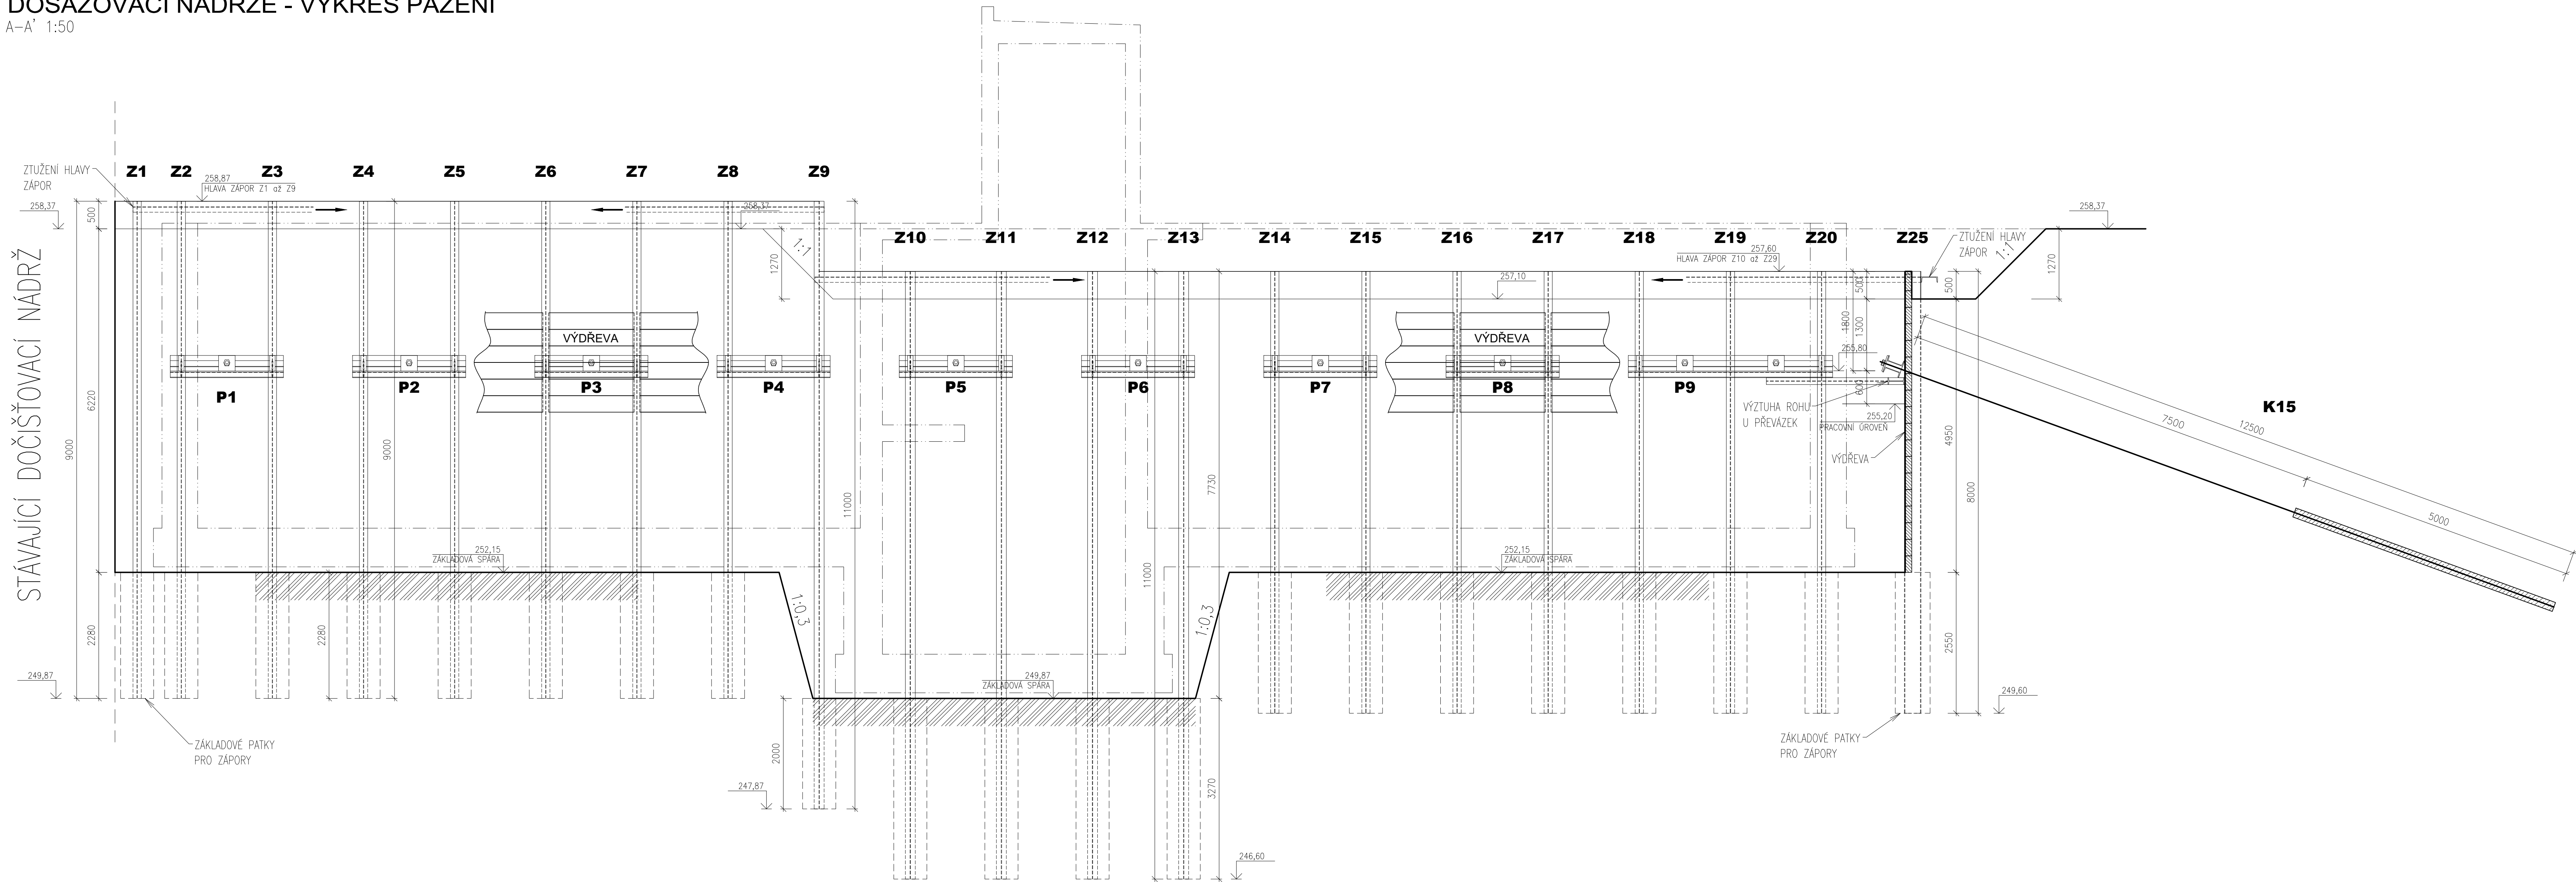 DOSAZOVACÍ NÁDRŽE - VÝKRES PAŽENÍ
A-A' 1:50
ZTUŽENÍ HLAVY
ZÁPOR
Z1
Z2
Z3
Z4
Z5
Z6
Z7
Z8
Z9
258,87
HLAVA ZÁPOR Z1 až Z9
258,37
500
258,37
1:1
1270
Z10
Z11
Z12
Z13
Z14
Z15
Z16
Z17
Z18
Z19
Z20
Z25
257,60
HLAVA ZÁPOR Z10 až Z29
257,10
258,37
ZTUŽENÍ HLAVY
ZÁPOR
1:1
1270
500
500
1800
1300
255,80
600
STÁVAJÍCÍ DOČIŠŤOVACÍ NÁDRŽ
VÝDŘEVA
VÝDŘEVA
P1
P2
P3
P4
P5
P6
P7
P8
P9
VÝZTUHA ROHU
U PŘEVÁZEK
255,20
PRACOVNÍ ÚROVEŇ
VÝDŘEVA
K15
7500
12500
5000
6220
9000
9000
11000
7730
4950
8000
252,15
ZÁKLADOVÁ SPÁRA
252,15
ZÁKLADOVÁ SPÁRA
11000
1:0,3
1:0,3
2280
2280
2550
249,87
249,87
ZÁKLADOVÁ SPÁRA
249,60
ZÁKLADOVÉ PATKY
PRO ZÁPORY
ZÁKLADOVÉ PATKY
PRO ZÁPORY
2000
247,87
3270
246,60